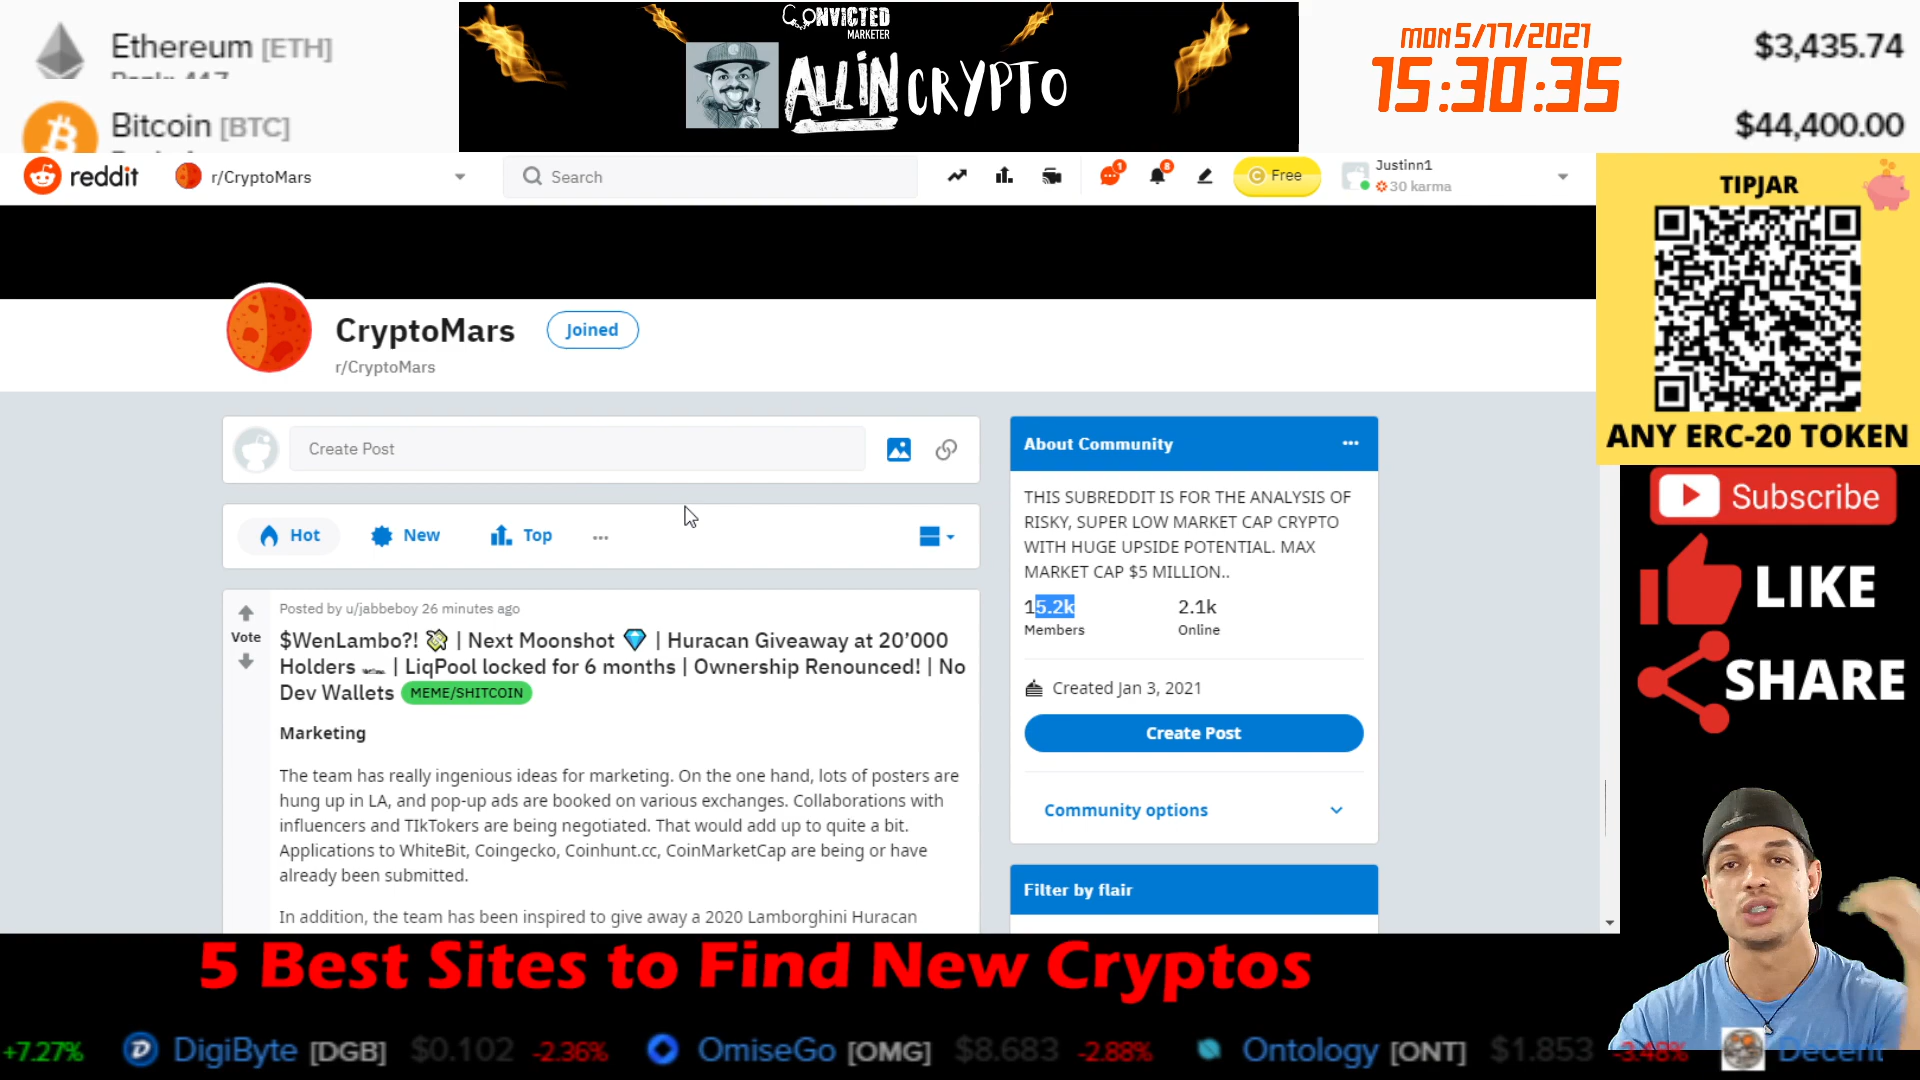 Ethereum [ETH]
Bitcoin [BTC]
CONVICTED
MARKETER
ALL iN CRYPTO
MON 5/17/2021
15:30:35
$3,435.74
$44,400.00
reddit
r/CryptoMars
Search
1
8
Free
Justinn1
30 karma
TIPJAR
ANY ERC-20 TOKEN
CryptoMars
Joined
r/CryptoMars
Create Post
Hot
New
Top
...
About Community
...
THIS SUBREDDIT IS FOR THE ANALYSIS OF
RISKY, SUPER LOW MARKET CAP CRYPTO
WITH HUGE UPSIDE POTENTIAL. MAX
MARKET CAP $5 MILLION..
15.2k
Members
2.1k
Online
Created Jan 3, 2021
Create Post
Community options
Filter by flair
Posted by u/jabbeboy 26 minutes ago
Vote
$WenLambo?! 💸 | Next Moonshot 💎 | Huracan Giveaway at 20’000
Holders 🏎 | LiqPool locked for 6 months | Ownership Renounced! | No
Dev Wallets MEME/SHITCOIN
Marketing
The team has really ingenious ideas for marketing. On the one hand, lots of posters are
hung up in LA, and pop-up ads are booked on various exchanges. Collaborations with
influencers and TIkTokers are being negotiated. That would add up to quite a bit.
Applications to WhiteBit, Coingecko, Coinhunt.cc, CoinMarketCap are being or have
already been submitted.
In addition, the team has been inspired to give away a 2020 Lamborghini Huracan
Subscribe
LIKE
SHARE
5 Best Sites to Find New Cryptos
+7.27% DigiByte [DGB] $0.102 -2.36% OmiseGo [OMG] $8.683 -2.88% Ontology [ONT] $1.853 -3.48% Decent